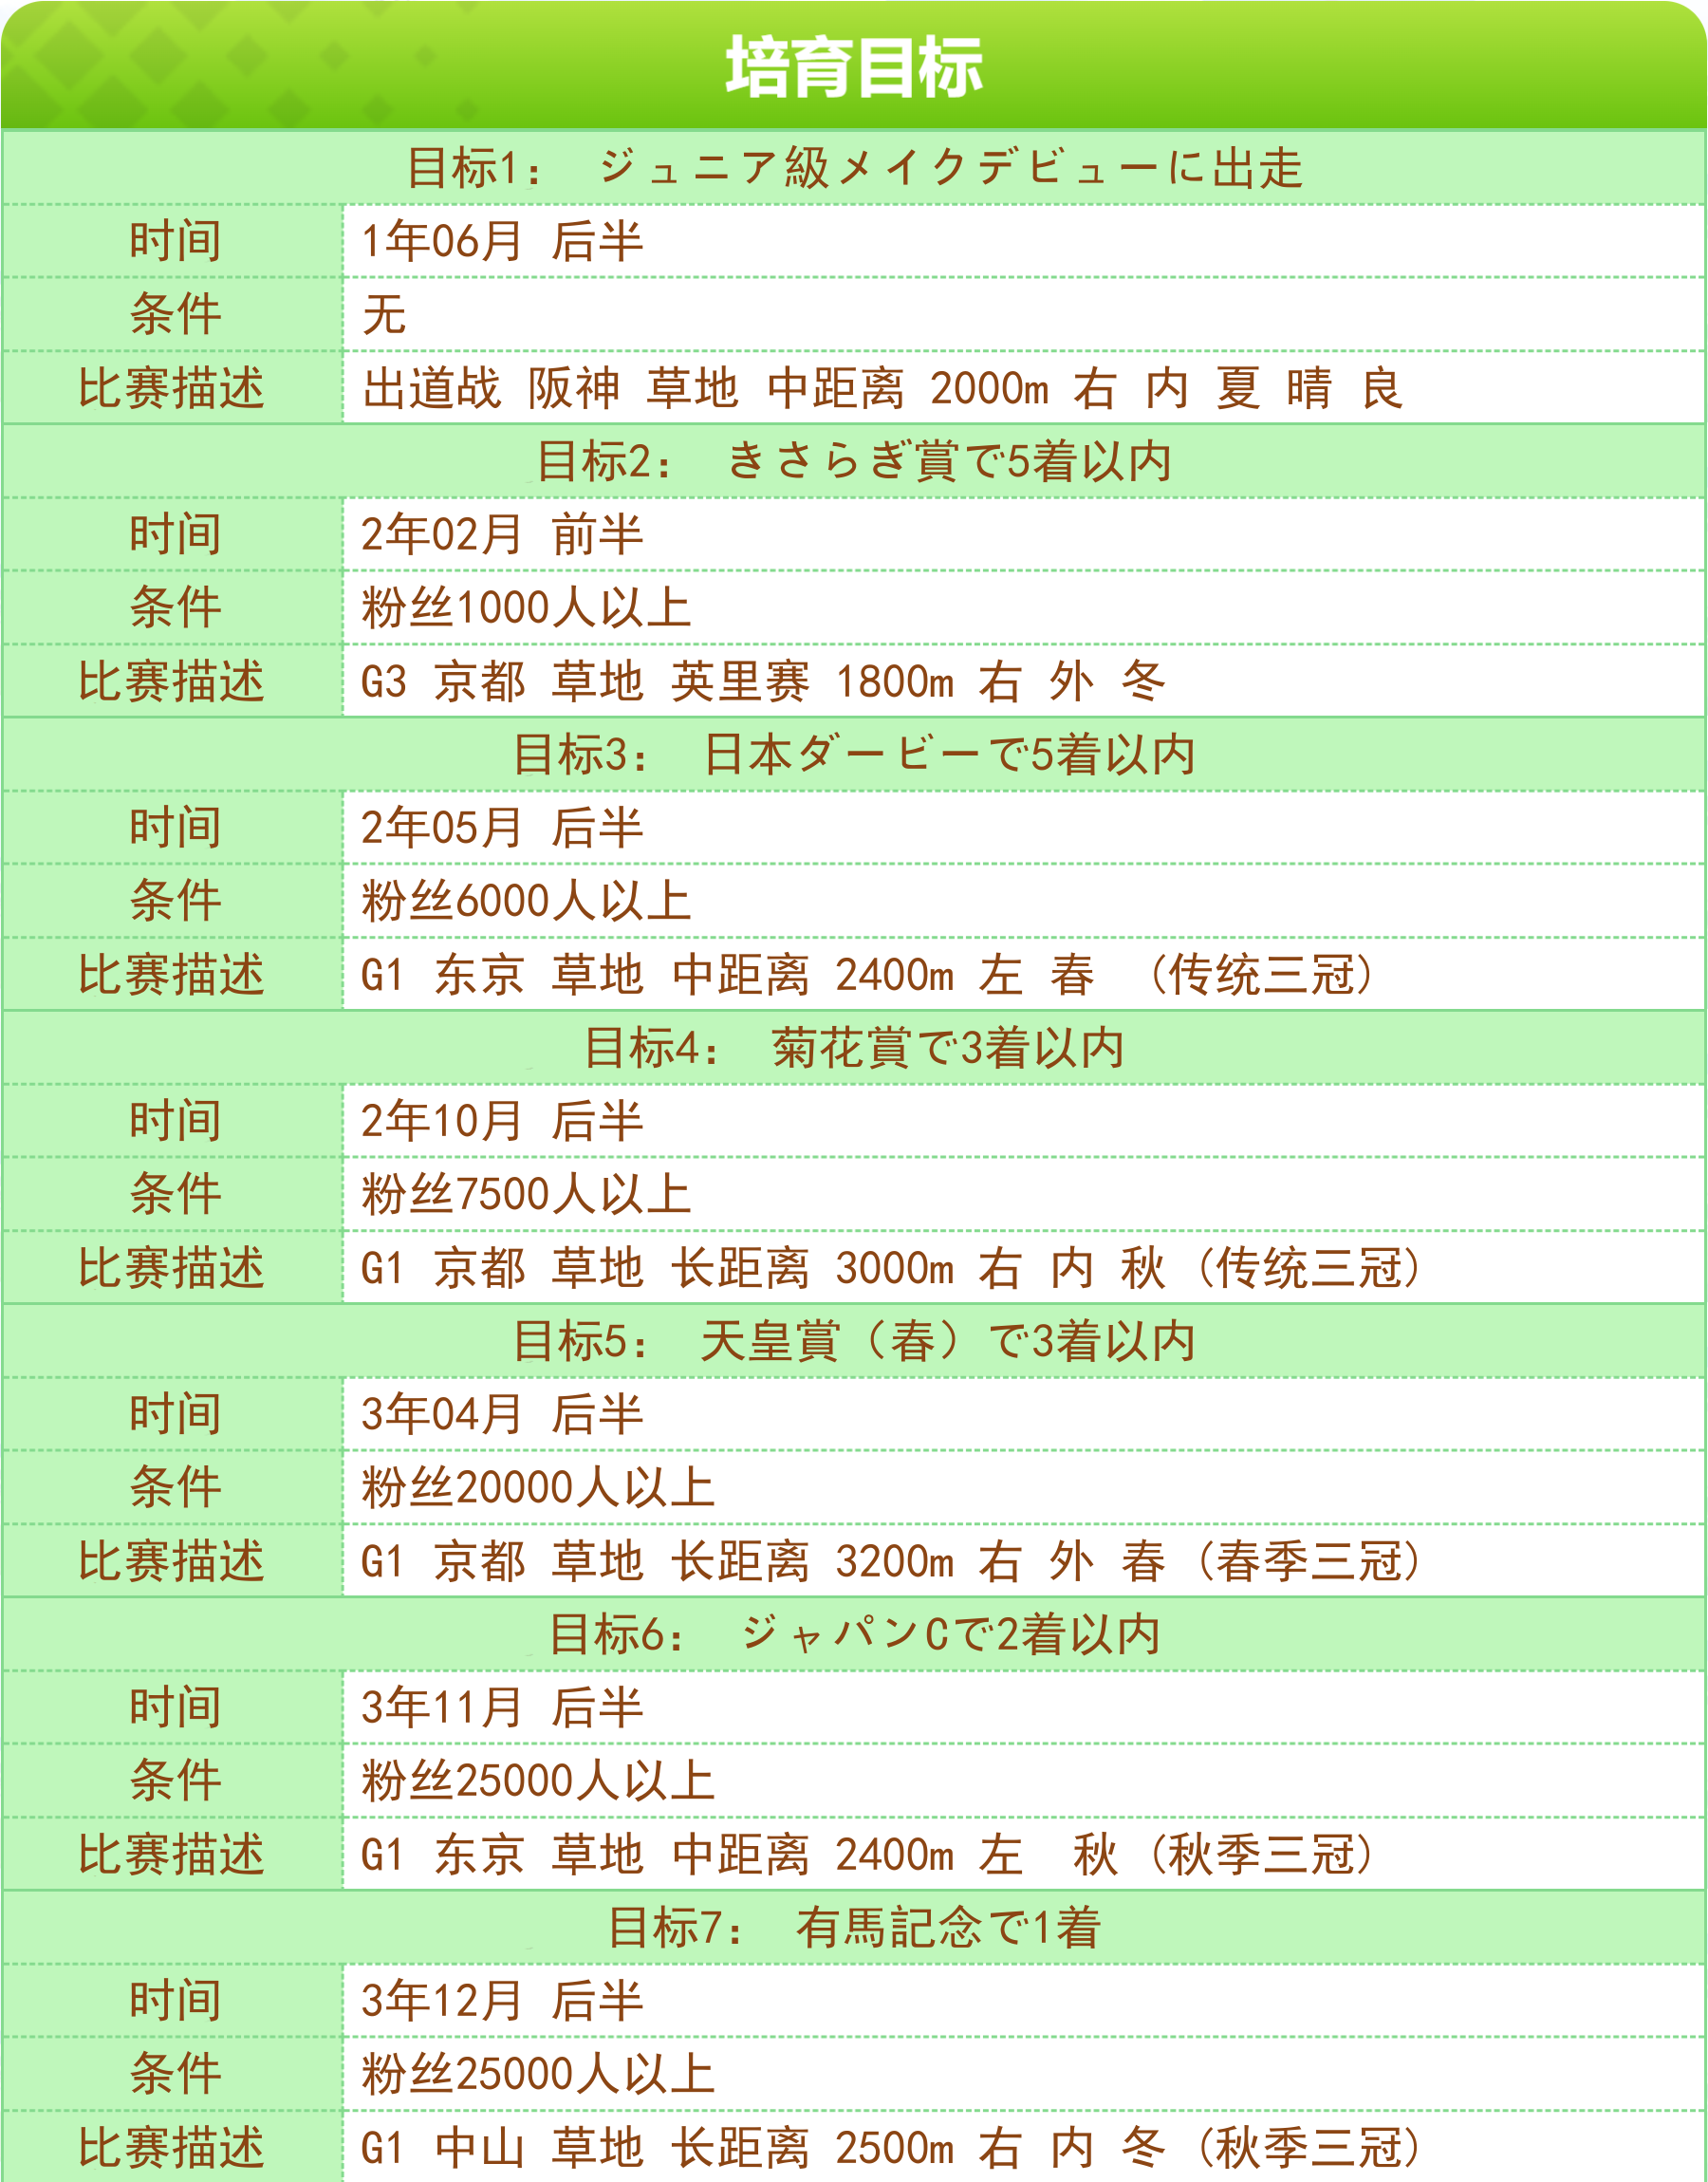 培育目标
目标1： ジュニア級メイクデビューに出走
时间 1年06月 后半
条件 无
比赛描述 出道战 阪神 草地 中距离 2000m 右 内 夏 晴 良
目标2： きさらぎ賞で5着以内
时间 2年02月 前半
条件 粉丝1000人以上
比赛描述 G3 京都 草地 英里赛 1800m 右 外 冬
目标3： 日本ダービーで5着以内
时间 2年05月 后半
条件 粉丝6000人以上
比赛描述 G1 东京 草地 中距离 2400m 左 春 （传统三冠）
目标4： 菊花賞で3着以内
时间 2年10月 后半
条件 粉丝7500人以上
比赛描述 G1 京都 草地 长距离 3000m 右 内 秋（传统三冠）
目标5： 天皇賞（春）で3着以内
时间 3年04月 后半
条件 粉丝20000人以上
比赛描述 G1 京都 草地 长距离 3200m 右 外 春（春季三冠）
目标6： ジャパンCで2着以内
时间 3年11月 后半
条件 粉丝25000人以上
比赛描述 G1 东京 草地 中距离 2400m 左 秋（秋季三冠）
目标7： 有馬記念で1着
时间 3年12月 后半
条件 粉丝25000人以上
比赛描述 G1 中山 草地 长距离 2500m 右 内 冬（秋季三冠）